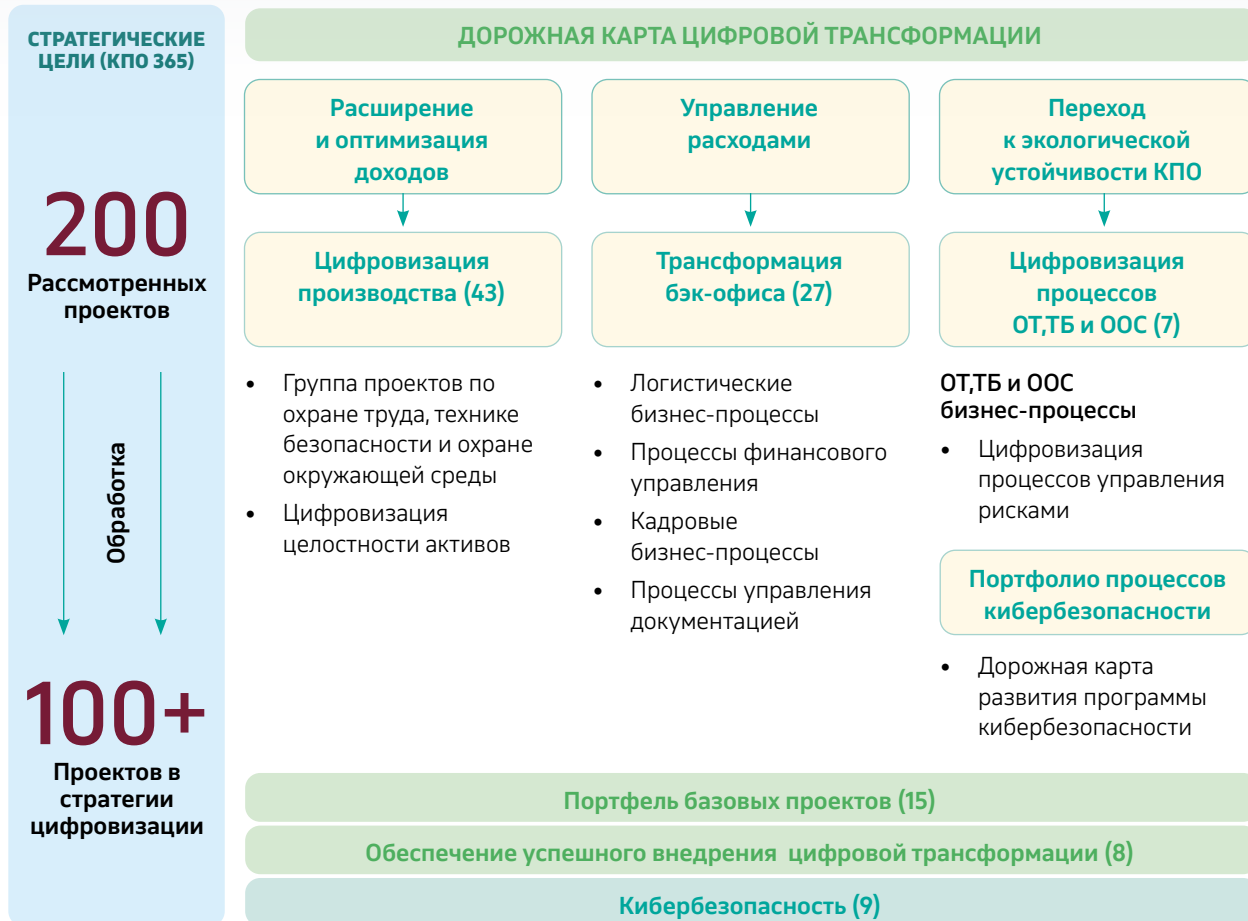 СТРАТЕГИЧЕСКИЕ
ЦЕЛИ (КПО 365)
200
Рассмотренных
проектов
Обработка
100+
Проектов в
стратегии
цифровизации
ДОРОЖНАЯ КАРТА ЦИФРОВОЙ ТРАНСФОРМАЦИИ
Расширение
и оптимизация
доходов
Цифровизация
производства (43)
• Группа проектов по
охране труда, технике
безопасности и охране
окружающей среды
• Цифровизация
целостности активов
Управление
расходами
Трансформация
бэк-офиса (27)
• Логистические
бизнес-процессы
• Процессы финансового
управления
• Кадровые
бизнес-процессы
• Процессы управления
документацией
Переход
к экологической
устойчивости КПО
Цифровизация
процессов
ОТ,ТБ и ООС (7)
ОТ,ТБ и ООС
бизнес-процессы
• Цифровизация
процессов управления
рисками
Портфолио процессов
кибербезопасности
• Дорожная карта
развития программы
кибербезопасности
Портфель базовых проектов (15)
Обеспечение успешного внедрения цифровой трансформации (8)
Кибербезопасность (9)